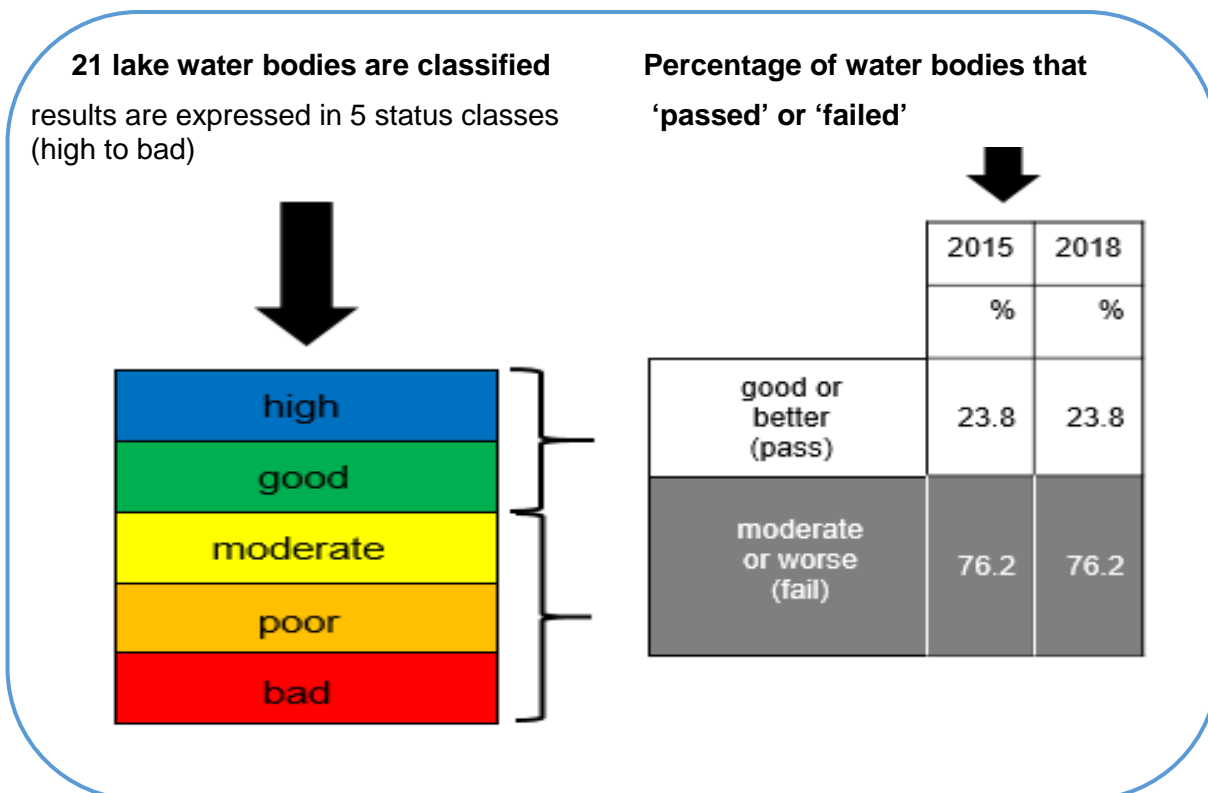 21 lake water bodies are classified
results are expressed in 5 status classes
(high to bad)
high
good
moderate
poor
bad
Percentage of water bodies that
‘passed’ or ‘failed’
2015 2018
% %
good or
better
(pass)
23.8 23.8
moderate
or worse
(fail)
76.2 76.2